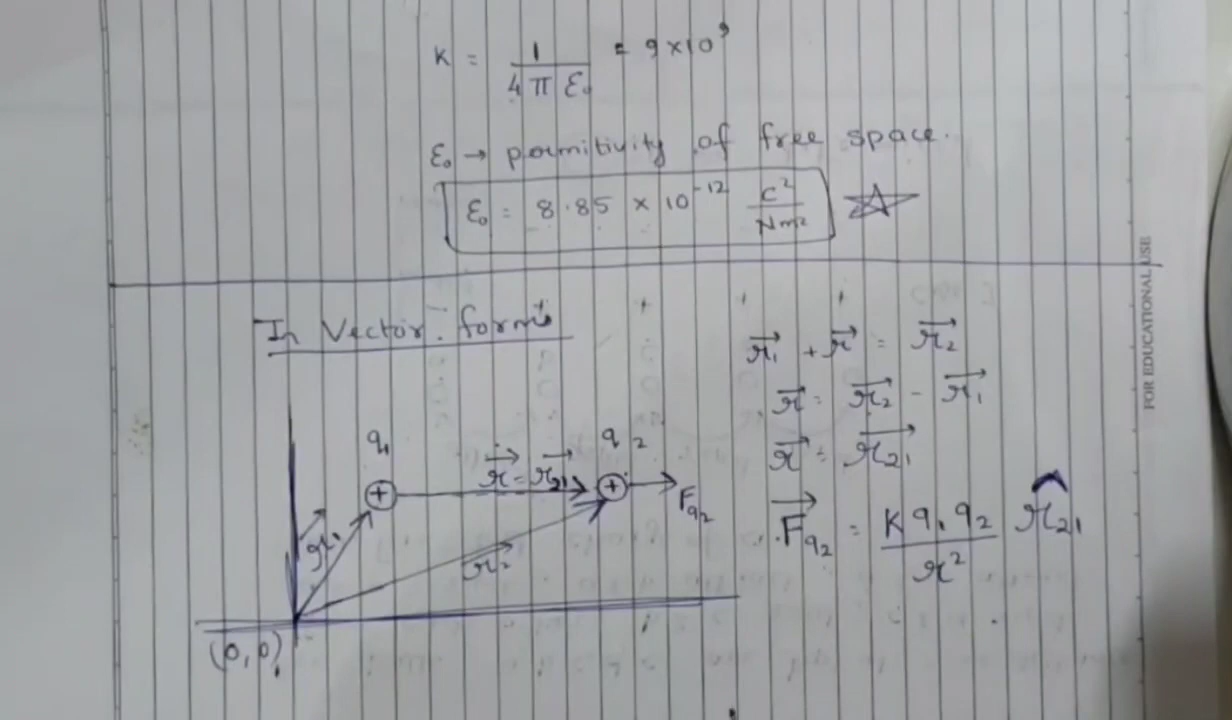 K = 1/4πε₀ = 9×10⁹
ε₀ → permitivity of free space.
ε₀ = 8.85 × 10⁻¹² C²/Nm²
In Vector form:
r⃗₁ + r⃗ = r⃗₂
r⃗ = r⃗₂ - r⃗₁
r⃗ = r⃗₂₁
F⃗q₂ = K q₁ q₂/r² r̂₂₁
q₁
q₂
r⃗ = r⃗₂₁
Fq₂
r⃗₁
r⃗₂
(0,0)
FOR EDUCATIONAL USE